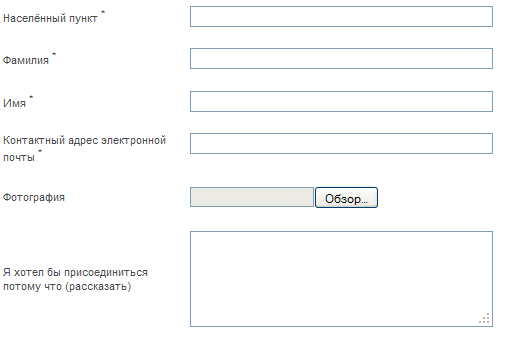 Населённый пункт *
Фамилия *
Имя *
Контактный адрес электронной
почты *
Фотография
Обзор...
Я хотел бы присоединиться
потому что (рассказать)